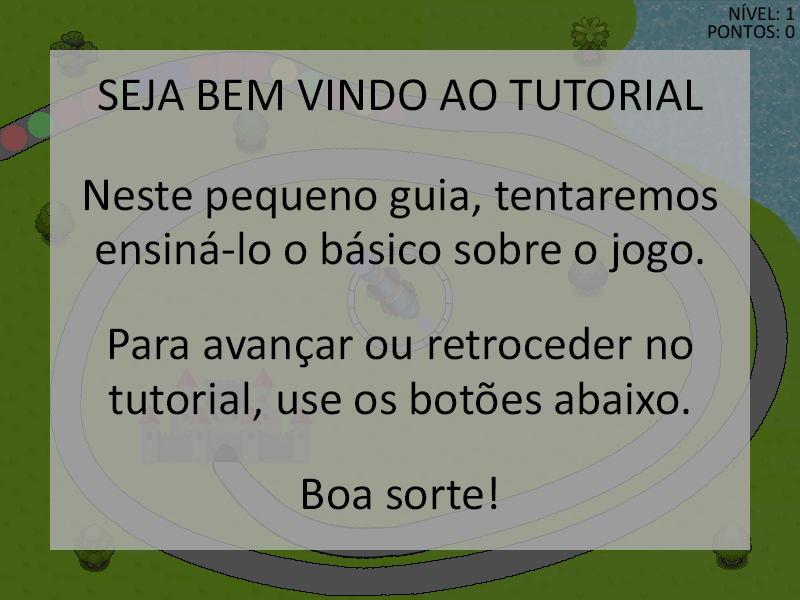 NÍVEL: 1
PONTOS: 0
SEJA BEM VINDO AO TUTORIAL
Neste pequeno guia, tentaremos
ensiná-lo o básico sobre o jogo.
Para avançar ou retroceder no
tutorial, use os botões abaixo.
Boa sorte!